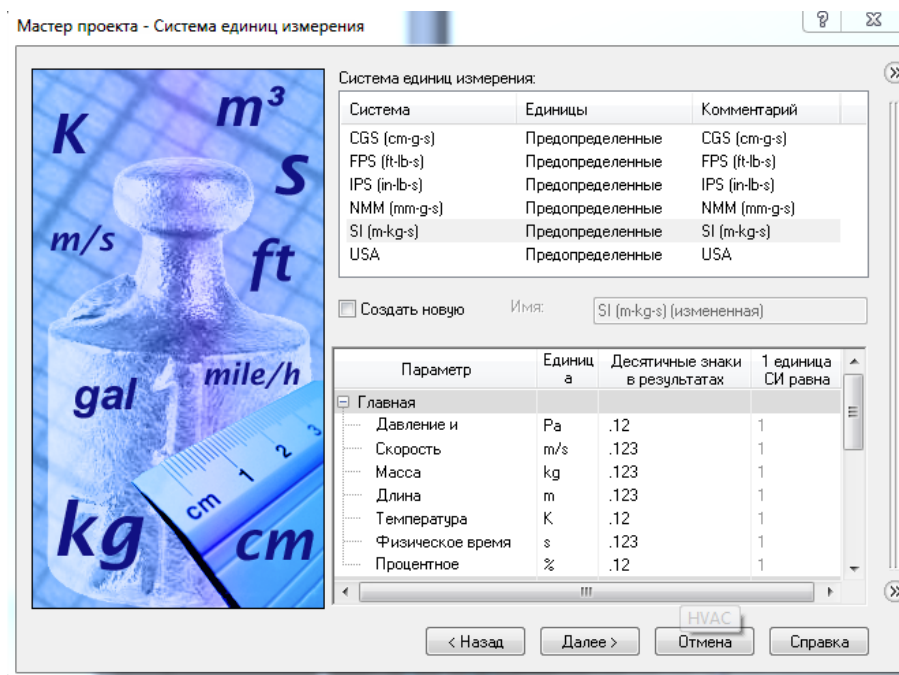 Мастер проекта - Система единиц измерения
K
m³
s
m/s
ft
gal
mile/h
cm 1 2 3
kg
cm
Система единиц измерения:
Система Единицы Комментарий
CGS (cm-g-s) Предопределенные CGS (cm-g-s)
FPS (ft-lb-s) Предопределенные FPS (ft-lb-s)
IPS (in-lb-s) Предопределенные IPS (in-lb-s)
NMM (mm-g-s) Предопределенные NMM (mm-g-s)
SI (m-kg-s) Предопределенные SI (m-kg-s)
USA Предопределенные USA
Создать новую Имя: SI (m-kg-s) (измененная)
Параметр Единиц Десятичные знаки 1 единица
а в результатах СИ равна
Главная
Давление и Pa .12 1
Скорость m/s .123 1
Масса kg .123 1
Длина m .123 1
Температура K .12 1
Физическое время s .123 1
Процентное % .12 1
HVAC
< Назад Далее > Отмена Справка